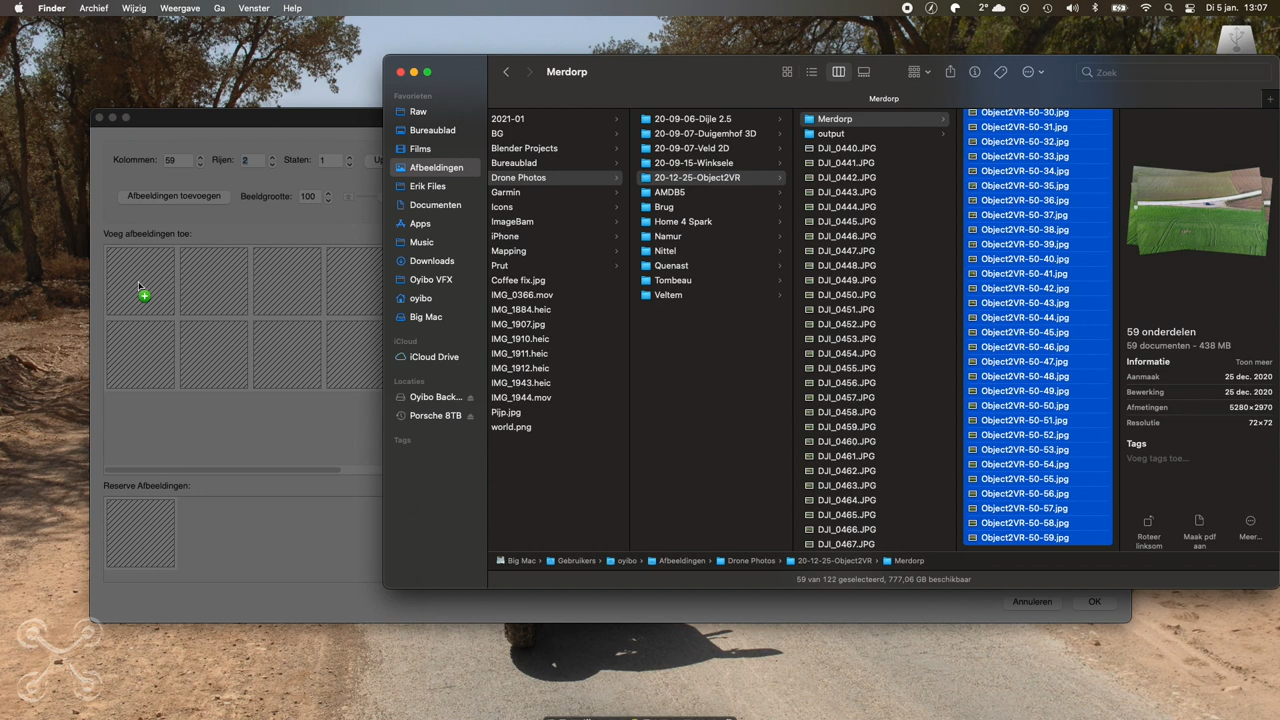 Finder Archief Wijzig Weergave Ga Venster Help
2° Di 5 jan. 13:07
Kolommen: 59 Rijen: 2 Staten: 1 Up
Afbeeldingen toevoegen Beeldgrootte: 100
Voeg afbeeldingen toe:
Reserve Afbeeldingen:
Annuleren OK
Merdorp
Zoek
Merdorp
Favorieten
Raw
Bureaublad
Films
Afbeeldingen
Erik Files
Documenten
Apps
Music
Downloads
Oyibo VFX
oyibo
Big Mac
iCloud
iCloud Drive
Locaties
Oyibo Back...
Porsche 8TB
Tags
2021-01
BG
Blender Projects
Bureaublad
Drone Photos
Garmin
Icons
ImageBam
iPhone
Mapping
Prut
Coffee fix.jpg
IMG_0366.mov
IMG_1884.heic
IMG_1907.jpg
IMG_1910.heic
IMG_1911.heic
IMG_1912.heic
IMG_1943.heic
IMG_1944.mov
Pijp.jpg
world.png
20-09-06-Dijle 2.5
20-09-07-Duigemhof 3D
20-09-07-Veld 2D
20-09-15-Winksele
20-12-25-Object2VR
AMDB5
Brug
Home 4 Spark
Namur
Nittel
Quenast
Tombeau
Veltem
Merdorp
output
DJI_0440.JPG
DJI_0441.JPG
DJI_0442.JPG
DJI_0443.JPG
DJI_0444.JPG
DJI_0445.JPG
DJI_0446.JPG
DJI_0447.JPG
DJI_0448.JPG
DJI_0449.JPG
DJI_0450.JPG
DJI_0451.JPG
DJI_0452.JPG
DJI_0453.JPG
DJI_0454.JPG
DJI_0455.JPG
DJI_0456.JPG
DJI_0457.JPG
DJI_0458.JPG
DJI_0459.JPG
DJI_0460.JPG
DJI_0461.JPG
DJI_0462.JPG
DJI_0463.JPG
DJI_0464.JPG
DJI_0465.JPG
DJI_0466.JPG
DJI_0467.JPG
Object2VR-50-30.jpg
Object2VR-50-31.jpg
Object2VR-50-32.jpg
Object2VR-50-33.jpg
Object2VR-50-34.jpg
Object2VR-50-35.jpg
Object2VR-50-36.jpg
Object2VR-50-37.jpg
Object2VR-50-38.jpg
Object2VR-50-39.jpg
Object2VR-50-40.jpg
Object2VR-50-41.jpg
Object2VR-50-42.jpg
Object2VR-50-43.jpg
Object2VR-50-44.jpg
Object2VR-50-45.jpg
Object2VR-50-46.jpg
Object2VR-50-47.jpg
Object2VR-50-48.jpg
Object2VR-50-49.jpg
Object2VR-50-50.jpg
Object2VR-50-51.jpg
Object2VR-50-52.jpg
Object2VR-50-53.jpg
Object2VR-50-54.jpg
Object2VR-50-55.jpg
Object2VR-50-56.jpg
Object2VR-50-57.jpg
Object2VR-50-58.jpg
Object2VR-50-59.jpg
59 onderdelen
59 documenten - 438 MB
Informatie Toon meer
Aanmaak 25 dec. 2020
Bewerking 25 dec. 2020
Afmetingen 5280×2970
Resolutie 72×72
Tags
Voeg tags toe...
Roteer linksom
Maak pdf aan
Meer...
Big Mac Gebruikers oyibo Afbeeldingen Drone Photos 20-12-25-Object2VR Merdorp
59 van 122 geselecteerd, 777,06 GB beschikbaar